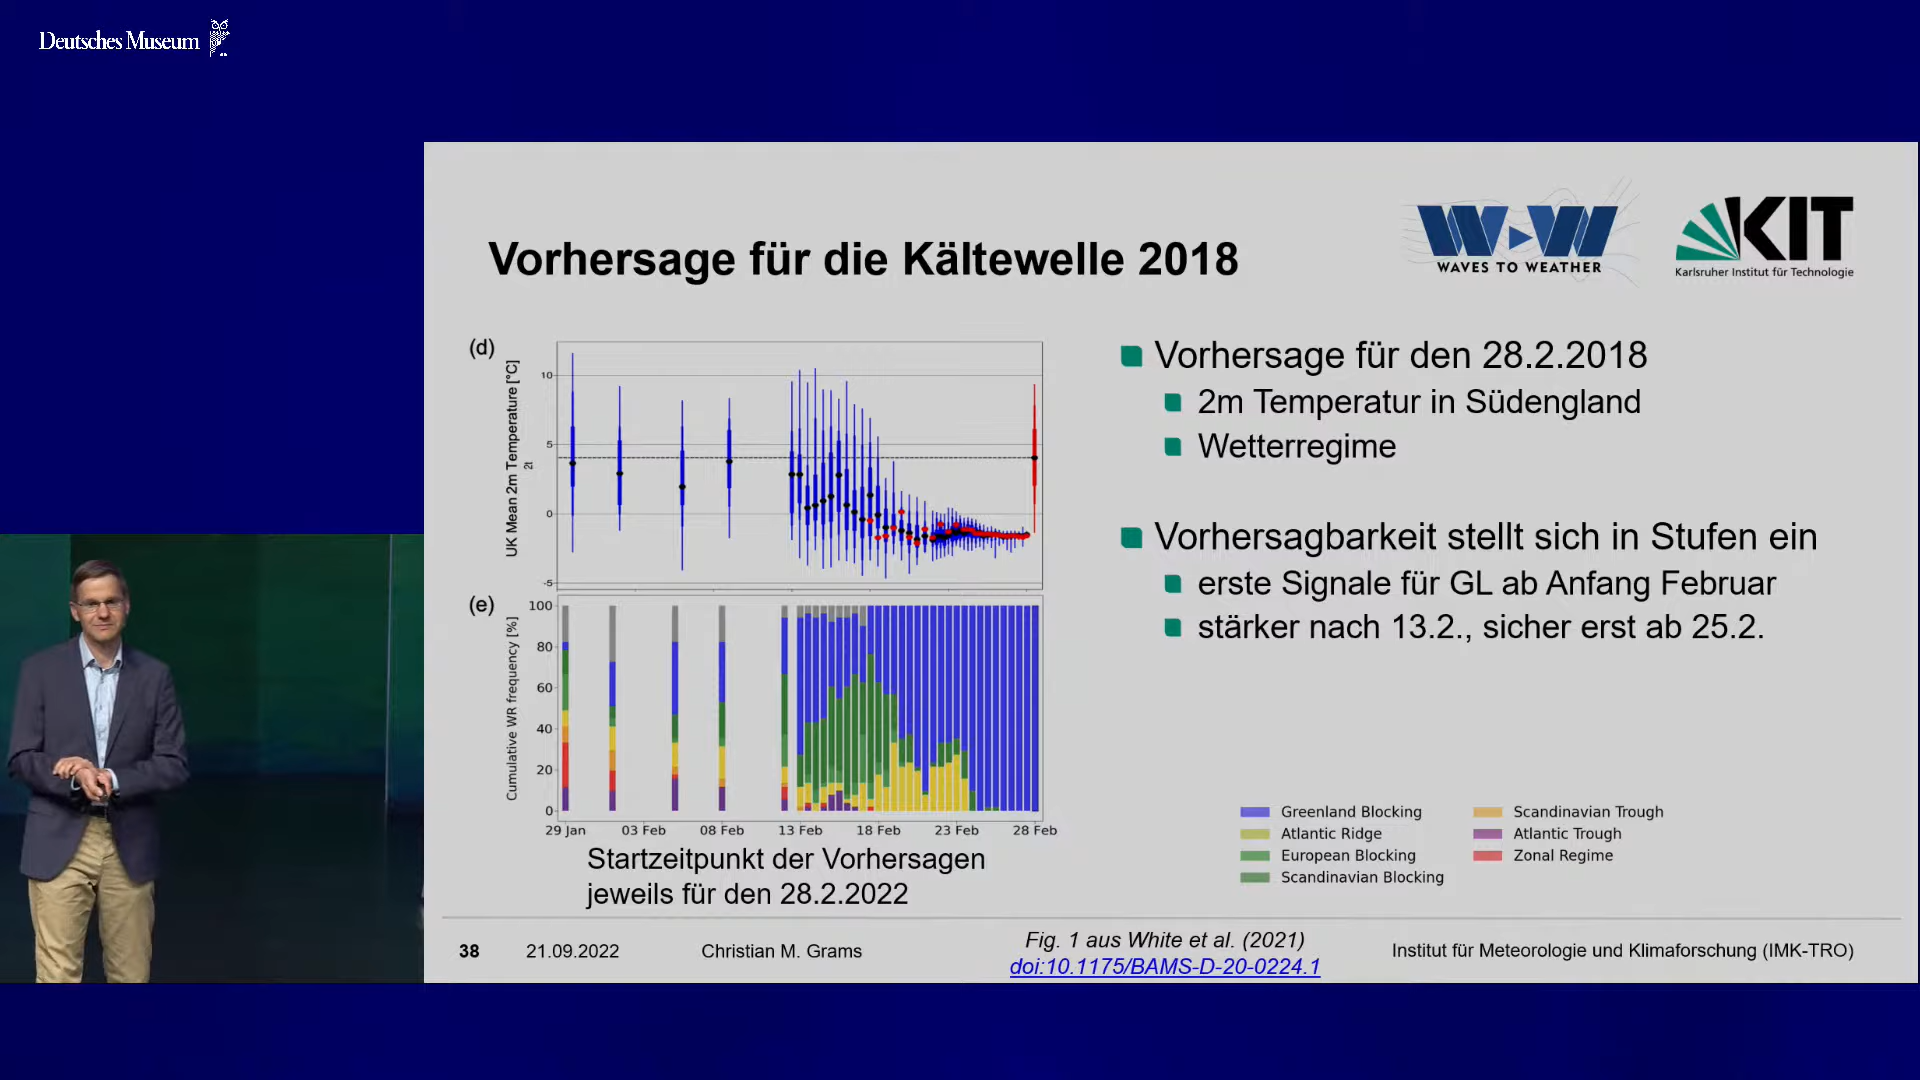 Deutsches Museum
WAVES TO WEATHER
KIT
Karlsruher Institut für Technologie
Vorhersage für die Kältewelle 2018
(d)
UK Mean 2m Temperature [°C]
2t
10
5
0
-5
(e)
Cumulative WR frequency [%]
100
80
60
40
20
0
29 Jan 03 Feb 08 Feb 13 Feb 18 Feb 23 Feb 28 Feb
Startzeitpunkt der Vorhersagen
jeweils für den 28.2.2022
Vorhersage für den 28.2.2018
2m Temperatur in Südengland
Wetterregime
Vorhersagbarkeit stellt sich in Stufen ein
erste Signale für GL ab Anfang Februar
stärker nach 13.2., sicher erst ab 25.2.
Greenland Blocking
Atlantic Ridge
European Blocking
Scandinavian Blocking
Scandinavian Trough
Atlantic Trough
Zonal Regime
38 21.09.2022 Christian M. Grams
Fig. 1 aus White et al. (2021)
doi:10.1175/BAMS-D-20-0224.1
Institut für Meteorologie und Klimaforschung (IMK-TRO)